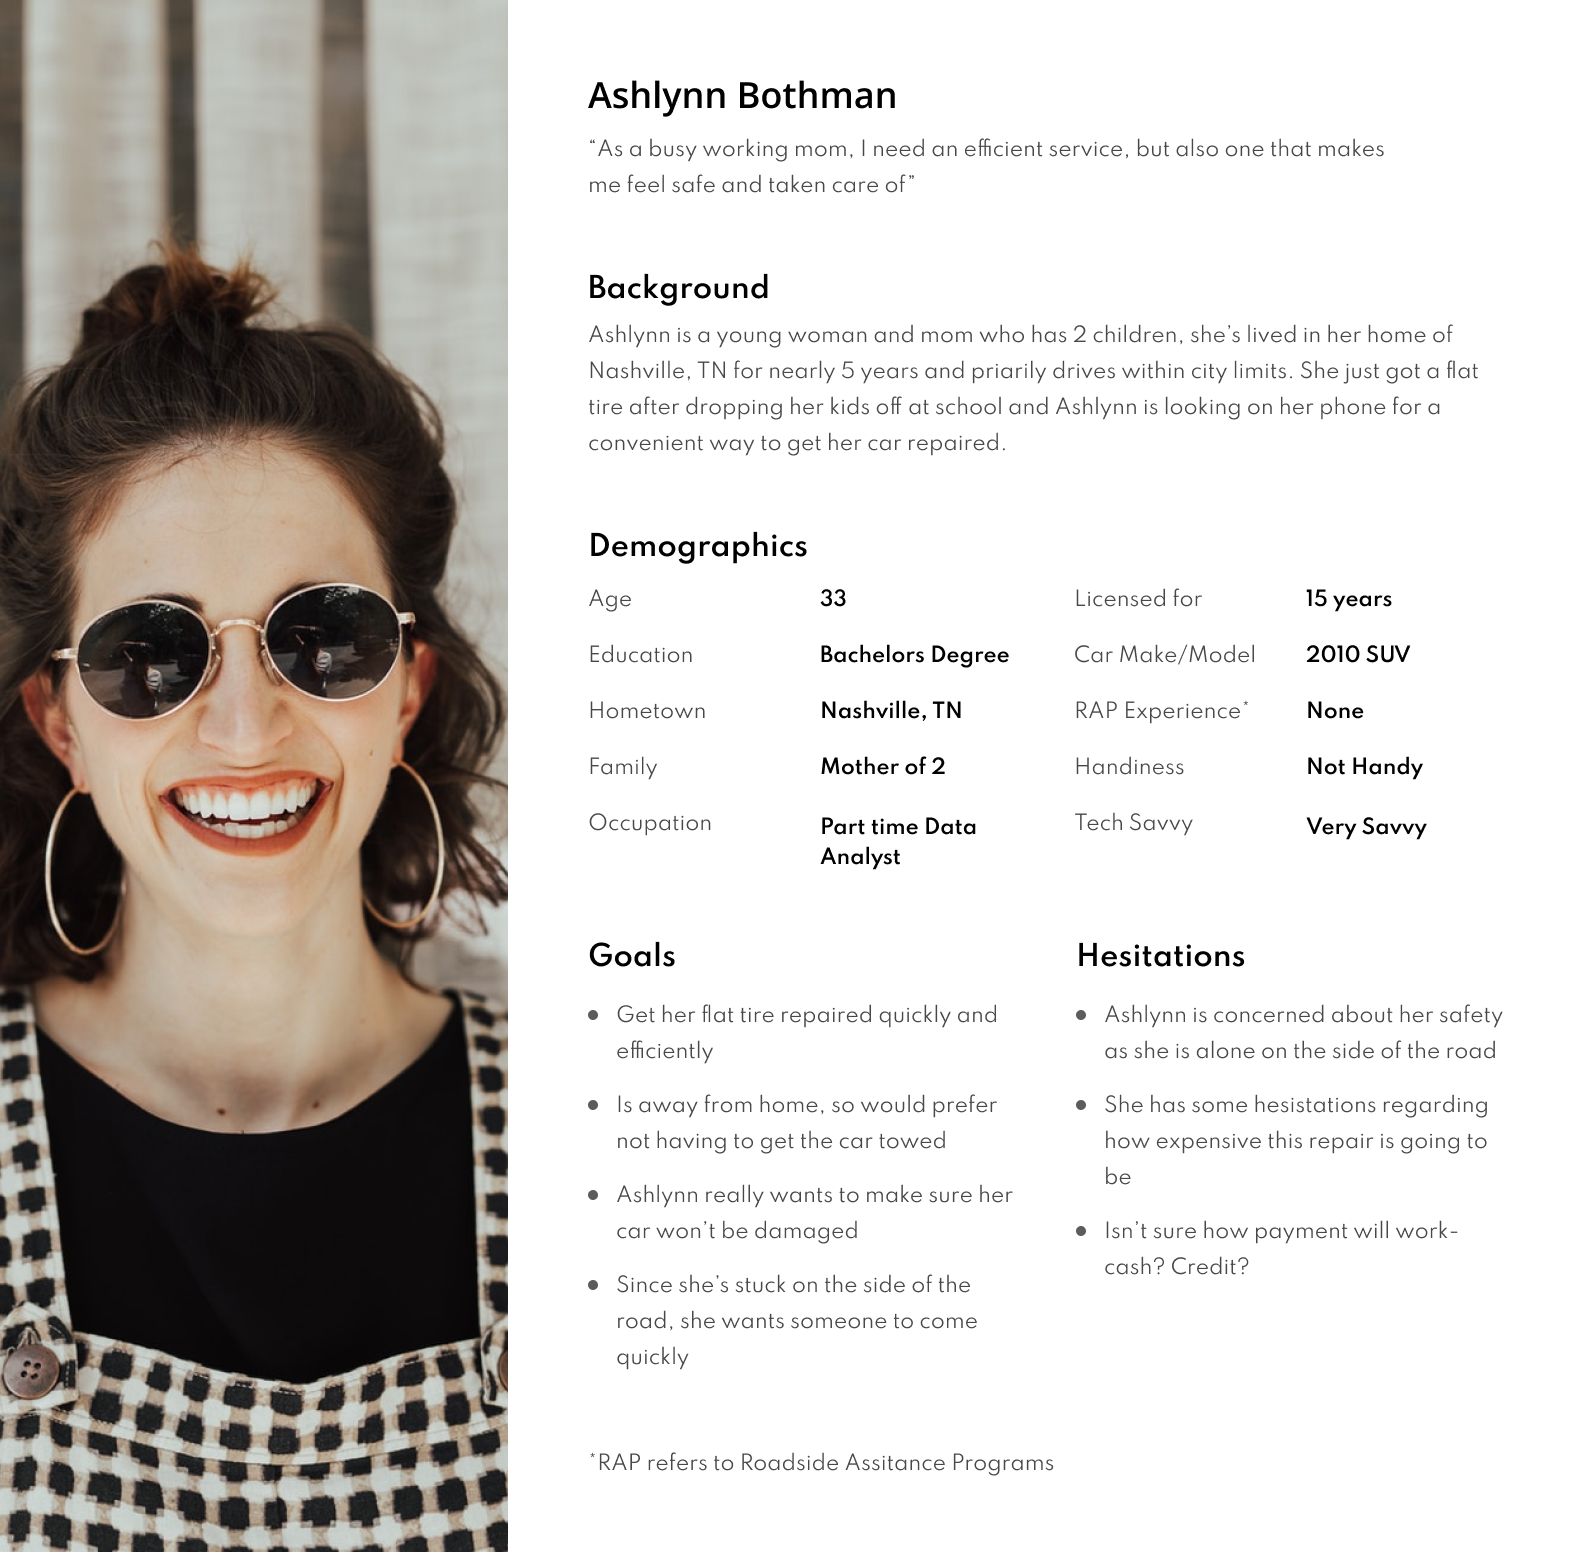 Ashlynn Bothman
“As a busy working mom, I need an efficient service, but also one that makes
me feel safe and taken care of”
Background
Ashlynn is a young woman and mom who has 2 children, she’s lived in her home of
Nashville, TN for nearly 5 years and priarily drives within city limits. She just got a flat
tire after dropping her kids off at school and Ashlynn is looking on her phone for a
convenient way to get her car repaired.
Demographics
Age 33 Licensed for 15 years
Education Bachelors Degree Car Make/Model 2010 SUV
Hometown Nashville, TN RAP Experience* None
Family Mother of 2 Handiness Not Handy
Occupation Part time Data Tech Savvy Very Savvy
Analyst
Goals
• Get her flat tire repaired quickly and
efficiently
• Is away from home, so would prefer
not having to get the car towed
• Ashlynn really wants to make sure her
car won’t be damaged
• Since she’s stuck on the side of the
road, she wants someone to come
quickly
Hesitations
• Ashlynn is concerned about her safety
as she is alone on the side of the road
• She has some hesistations regarding
how expensive this repair is going to
be
• Isn’t sure how payment will work-
cash? Credit?
*RAP refers to Roadside Assitance Programs